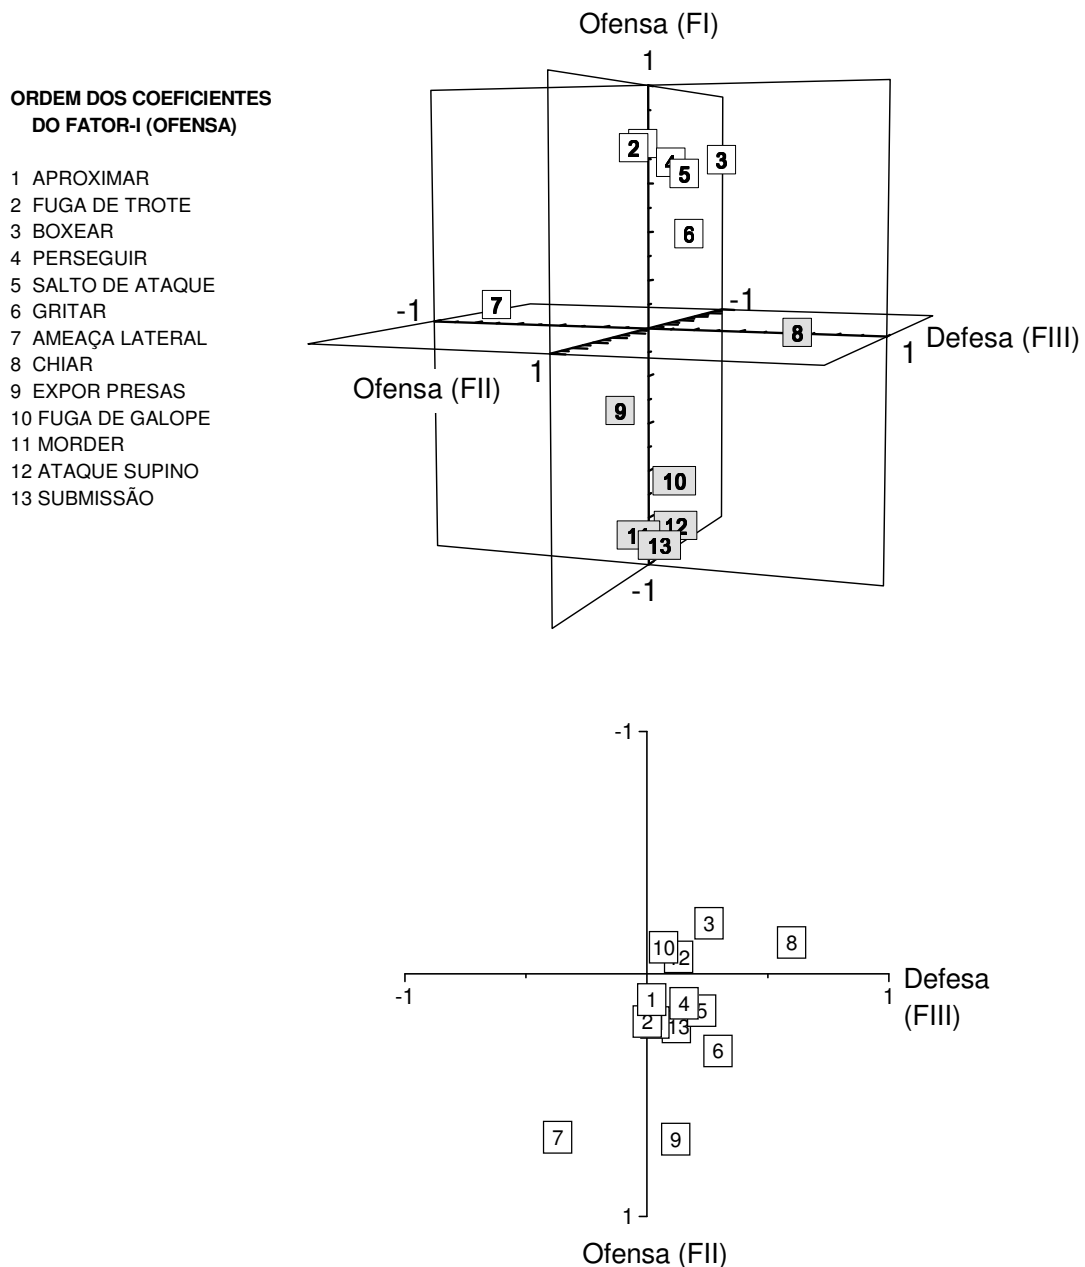 Ofensa (FI)
1
ORDEM DOS COEFICIENTES
DO FATOR-I (OFENSA)
1 APROXIMAR
2 FUGA DE TROTE
3 BOXEAR
4 PERSEGUIR
5 SALTO DE ATAQUE
6 GRITAR
7 AMEAÇA LATERAL
8 CHIAR
9 EXPOR PRESAS
10 FUGA DE GALOPE
11 MORDER
12 ATAQUE SUPINO
13 SUBMISSÃO
2
4
5
3
6
7
-1
-1
8
Defesa (FIII)
1
1
Ofensa (FII)
9
10
12
11
13
-1
-1
3
8
10
12
-1
1
Defesa
(FIII)
1
4
5
2
13
6
7
9
1
Ofensa (FII)